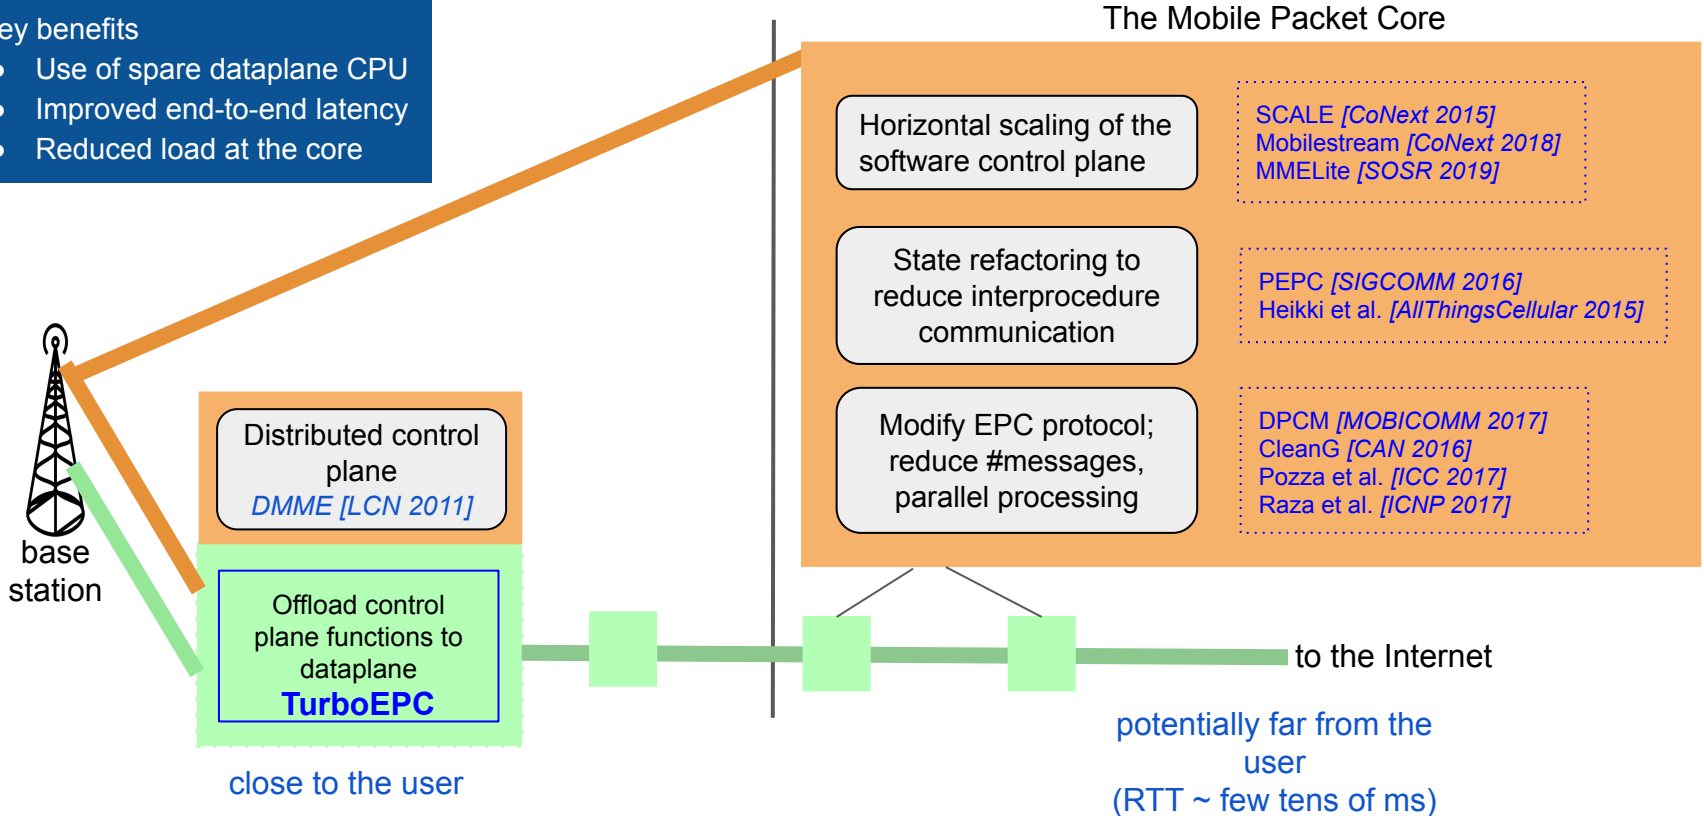 ey benefits
● Use of spare dataplane CPU
● Improved end-to-end latency
● Reduced load at the core
The Mobile Packet Core
Horizontal scaling of the
software control plane
SCALE [CoNext 2015]
Mobilestream [CoNext 2018]
MMELite [SOSR 2019]
State refactoring to
reduce interprocedure
communication
PEPC [SIGCOMM 2016]
Heikki et al. [AllThingsCellular 2015]
Modify EPC protocol;
reduce #messages,
parallel processing
DPCM [MOBICOMM 2017]
CleanG [CAN 2016]
Pozza et al. [ICC 2017]
Raza et al. [ICNP 2017]
base
station
Distributed control
plane
DMME [LCN 2011]
Offload control
plane functions to
dataplane
TurboEPC
close to the user
to the Internet
potentially far from the
user
(RTT ~ few tens of ms)